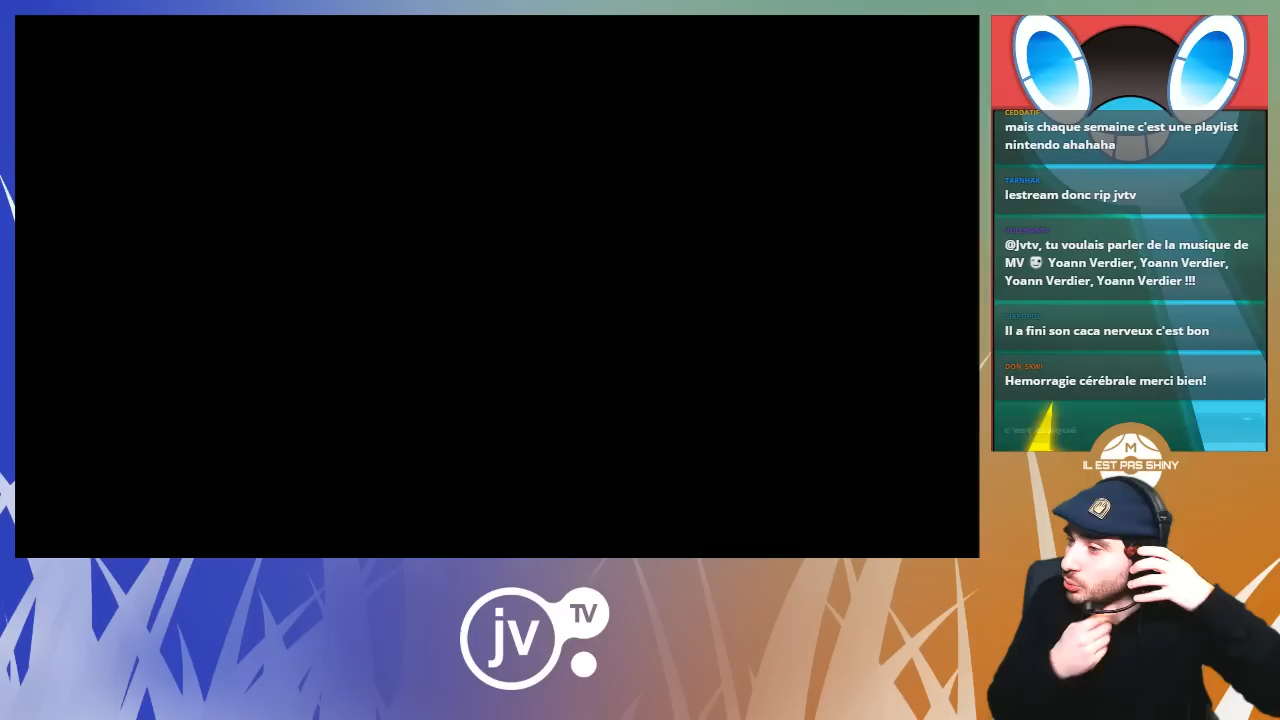 CEDDATIF
mais chaque semaine c'est une playlist
nintendo ahahaha
TARNHAK
lestream donc rip jvtv
@Jvtv, tu voulais parler de la musique de
MV Yoann Verdier, Yoann Verdier,
Yoann Verdier, Yoann Verdier !!!
Il a fini son caca nerveux c'est bon
DON_SKWI
Hemorragie cérébrale merci bien!
M
IL EST PAS SHINY
jv TV